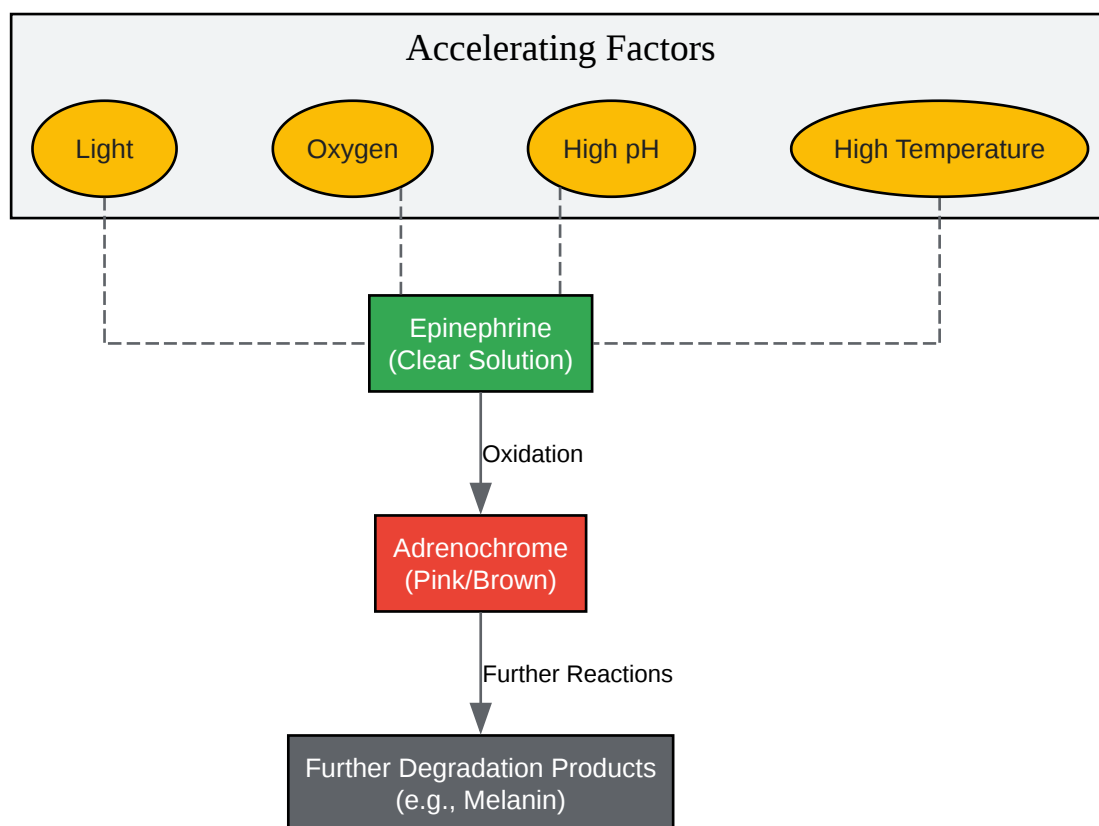 Accelerating Factors
Light
Oxygen
High pH
High Temperature
Epinephrine
(Clear Solution)
Oxidation
Adrenochrome
(Pink/Brown)
Further Reactions
Further Degradation Products
(e.g., Melanin)